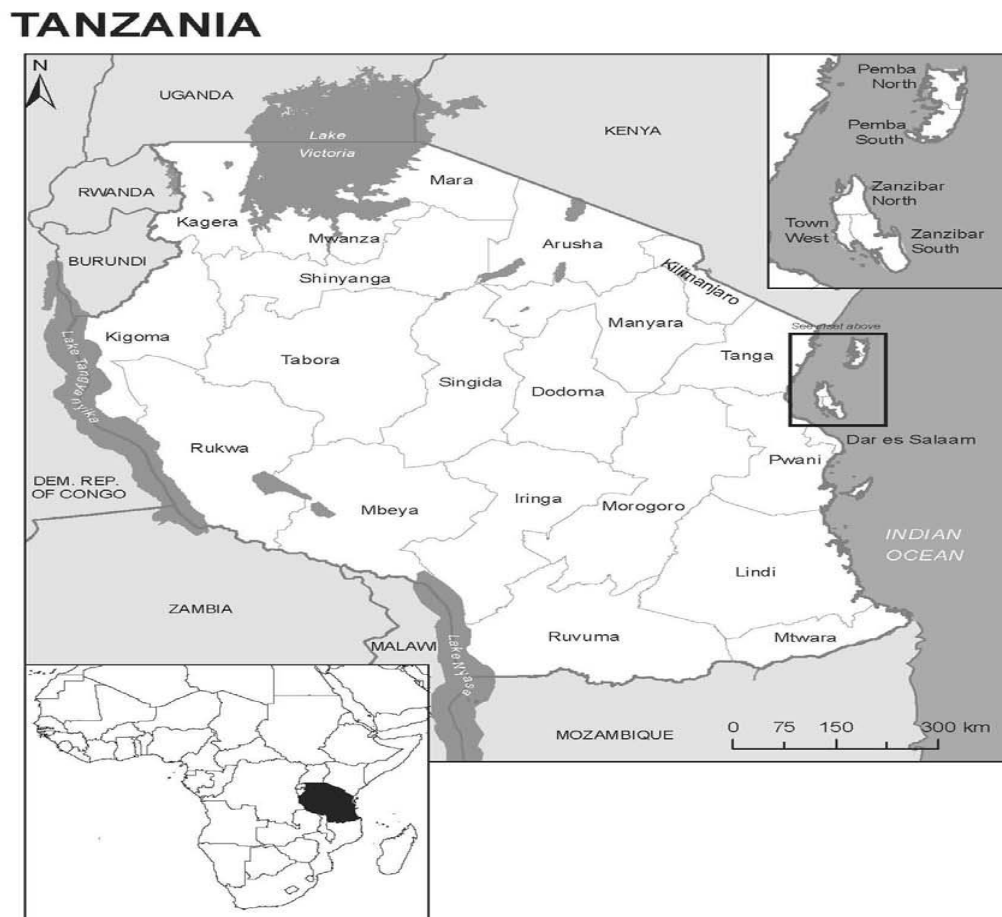 TANZANIA
N
UGANDA
Lake
Victoria
KENYA
RWANDA
BURUNDI
Kagera
Mwanza
Mara
Shinyanga
Arusha
Kilimanjaro
Kigoma
Tabora
Singida
Manyara
Dodoma
Tanga
Lake Tanganyika
Rukwa
Mbeya
Iringa
Morogoro
Pwani
Dar es Salaam
Lindi
Ruvuma
Mtwara
DEM. REP.
OF CONGO
ZAMBIA
MALAWI
Lake Nyasa
MOZAMBIQUE
INDIAN
OCEAN
See inset above
Pemba
North
Pemba
South
Zanzibar
North
Town
West
Zanzibar
South
0 75 150 300 km